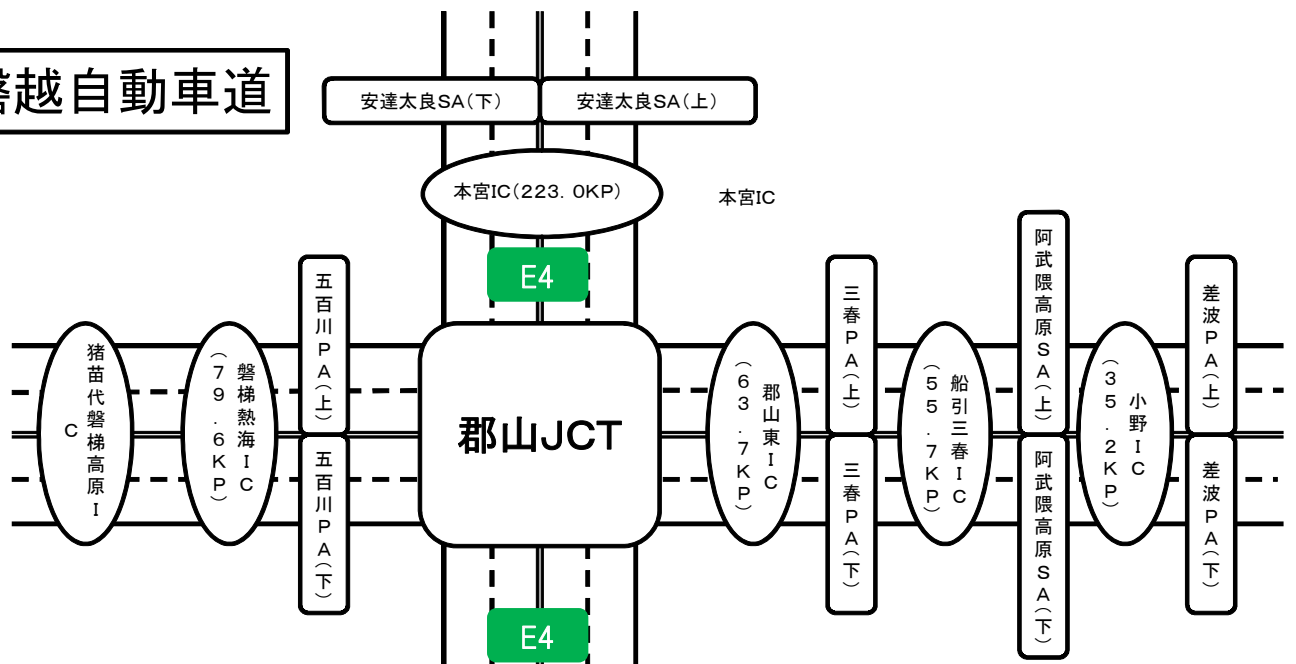 磐越自動車道
安達太良SA(下)
安達太良SA(上)
本宮IC(223. 0KP)
本宮IC
E4
猪苗代磐梯高原I
C
磐梯熱海IC
(79.6KP)
五百川PA(上)
五百川PA(下)
郡山JCT
郡山東IC
(63.7KP)
三春PA(上)
三春PA(下)
船引三春IC
(55.7KP)
阿武隈高原SA(上)
阿武隈高原SA(下)
小野IC
(35.2KP)
差波PA(上)
差波PA(下)
E4